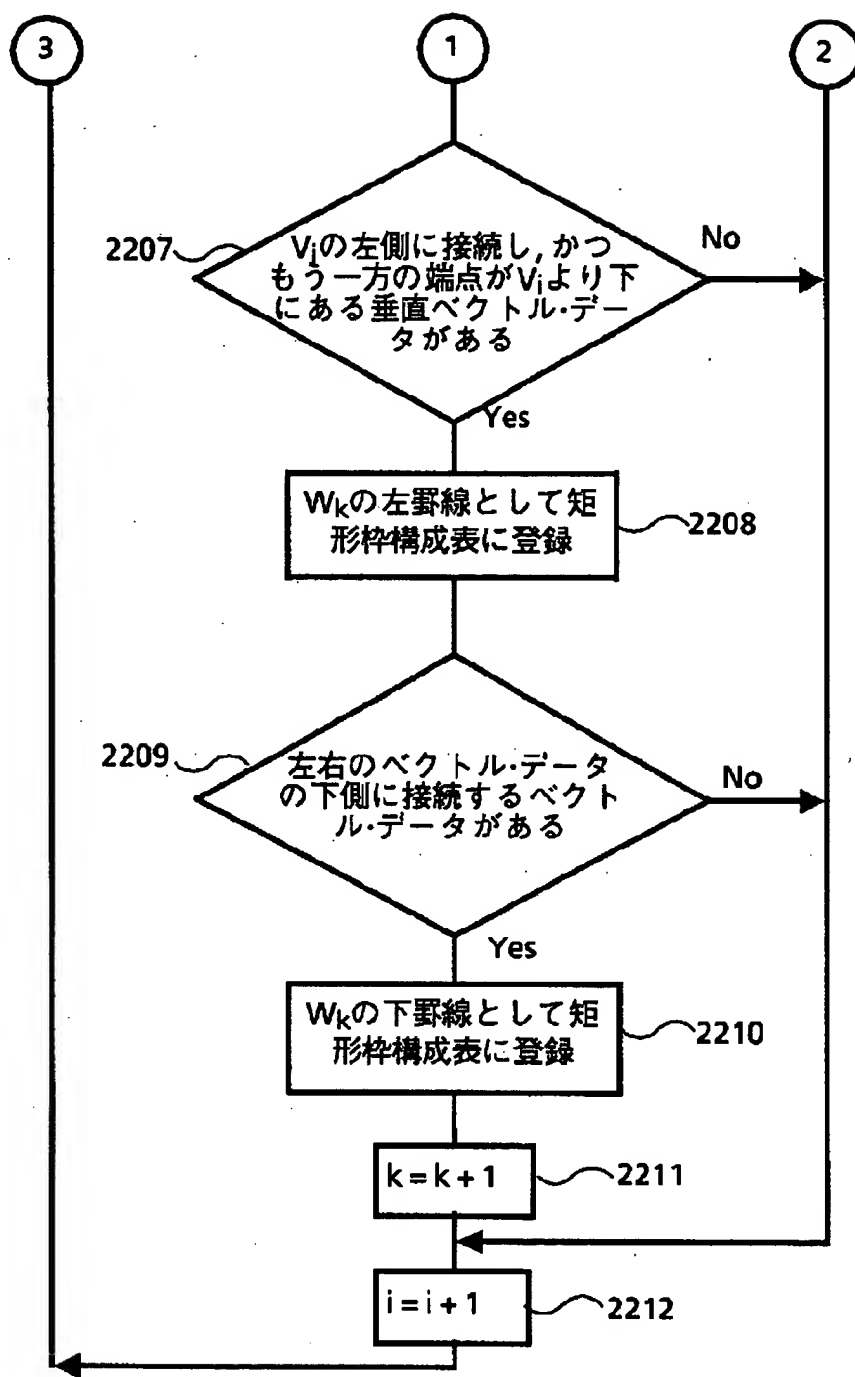 3
1
2
2207
Viの左側に接続し,かつ
もう一方の端点がViより下
にある垂直ベクトル・デー
タがある
No
Yes
Wkの左罫線として矩
形枠構成表に登録
2208
2209
左右のベクトル・データ
の下側に接続するベクト
ル・データがある
No
Yes
Wkの下罫線として矩
形枠構成表に登録
2210
k=k+1
2211
i=i+1
2212